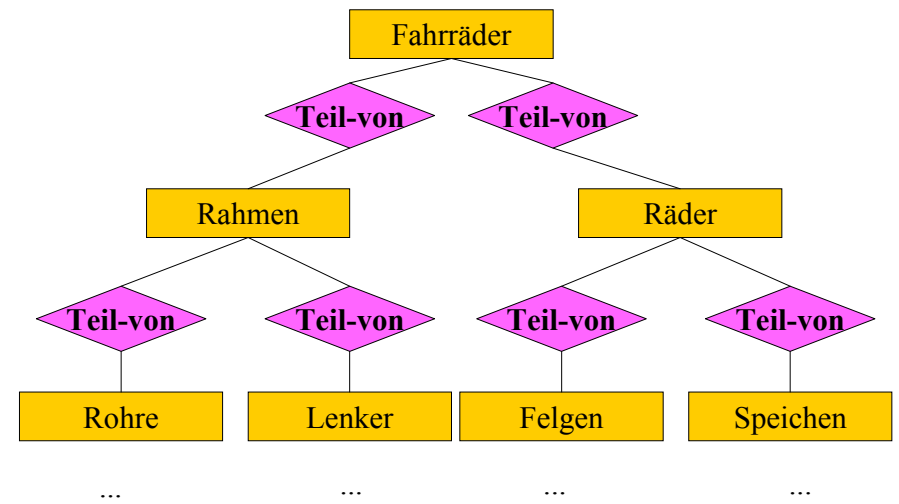 Fahrräder
Teil-von Teil-von
Rahmen Räder
Teil-von Teil-von Teil-von Teil-von
Rohre Lenker Felgen Speichen
... ... ... ...